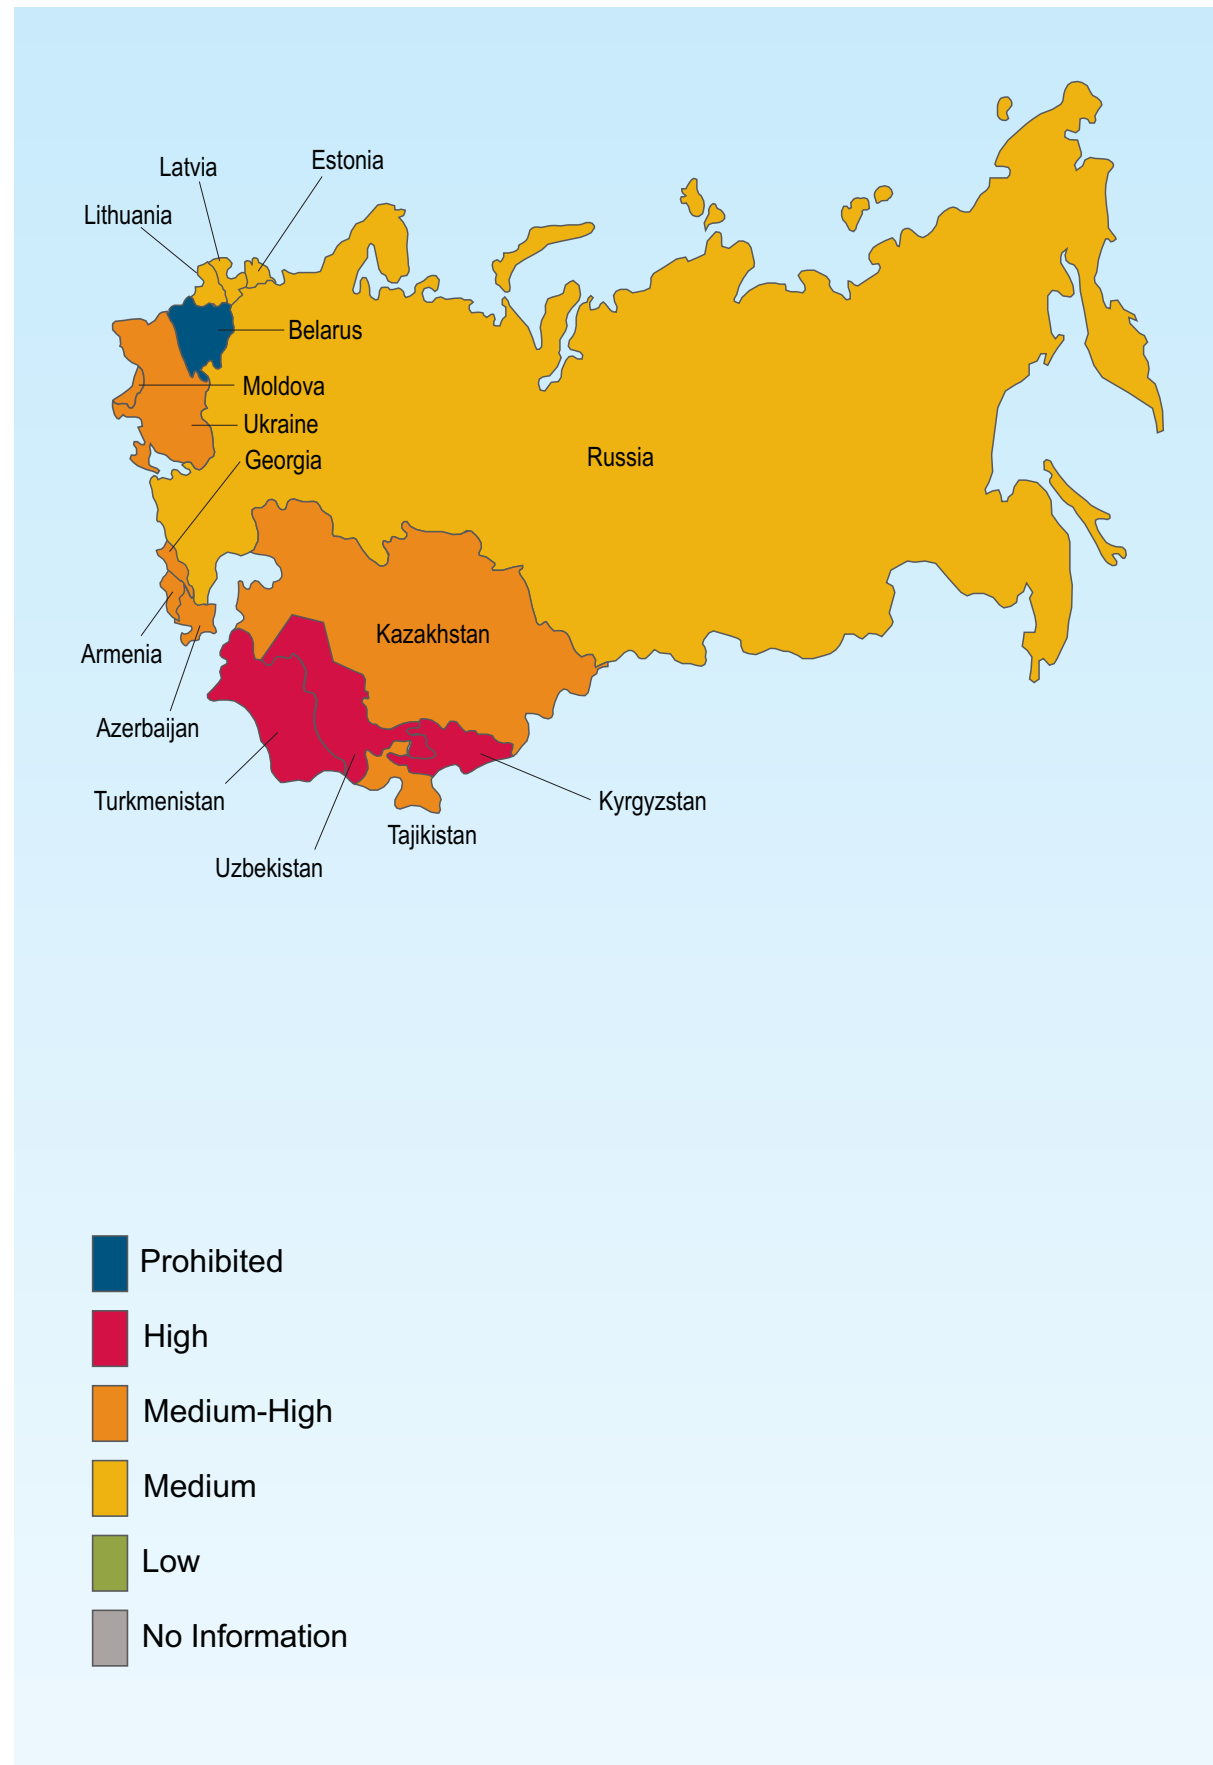 Estonia
Latvia
Lithuania
Belarus
Moldova
Ukraine
Georgia
Russia
Kazakhstan
Armenia
Azerbaijan
Turkmenistan
Kyrgyzstan
Tajikistan
Uzbekistan
Prohibited
High
Medium-High
Medium
Low
No Information